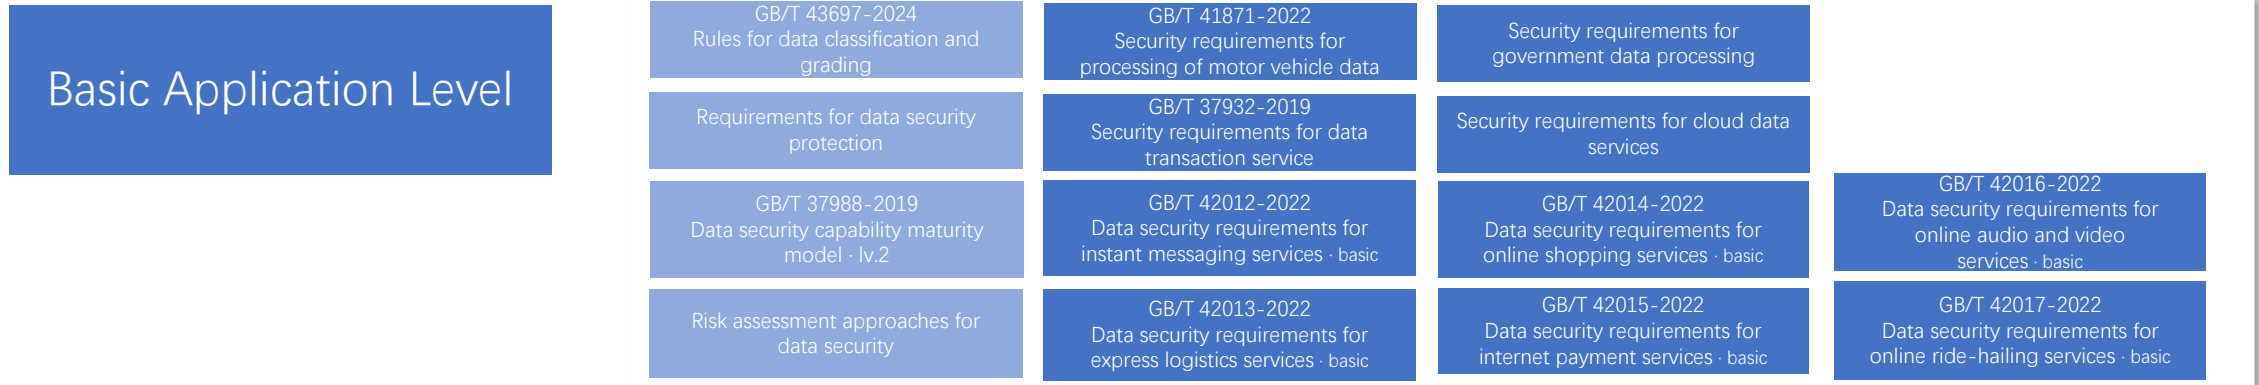 Basic Application Level
GB/T 43697-2024
Rules for data classification and
grading
Requirements for data security
protection
GB/T 37988-2019
Data security capability maturity
model · lv.2
Risk assessment approaches for
data security
GB/T 41871-2022
Security requirements for
processing of motor vehicle data
GB/T 37932-2019
Security requirements for data
transaction service
GB/T 42012-2022
Data security requirements for
instant messaging services · basic
GB/T 42013-2022
Data security requirements for
express logistics services · basic
Security requirements for
government data processing
Security requirements for cloud data
services
GB/T 42014-2022
Data security requirements for
online shopping services · basic
GB/T 42015-2022
Data security requirements for
internet payment services · basic
GB/T 42016-2022
Data security requirements for
online audio and video
services · basic
GB/T 42017-2022
Data security requirements for
online ride-hailing services · basic